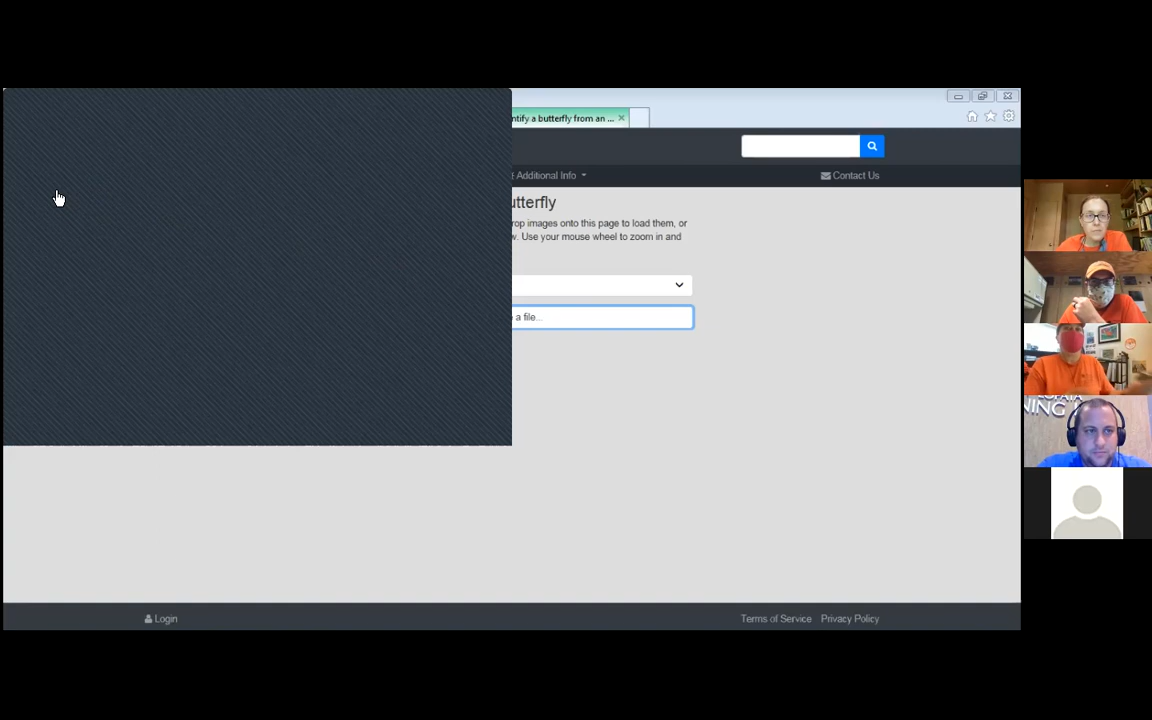 ntify a butterfly from an ...
Additional Info
Contact Us
utterfly
rop images onto this page to load them, or
w. Use your mouse wheel to zoom in and
e a file...
NING
Login
Terms of Service
Privacy Policy